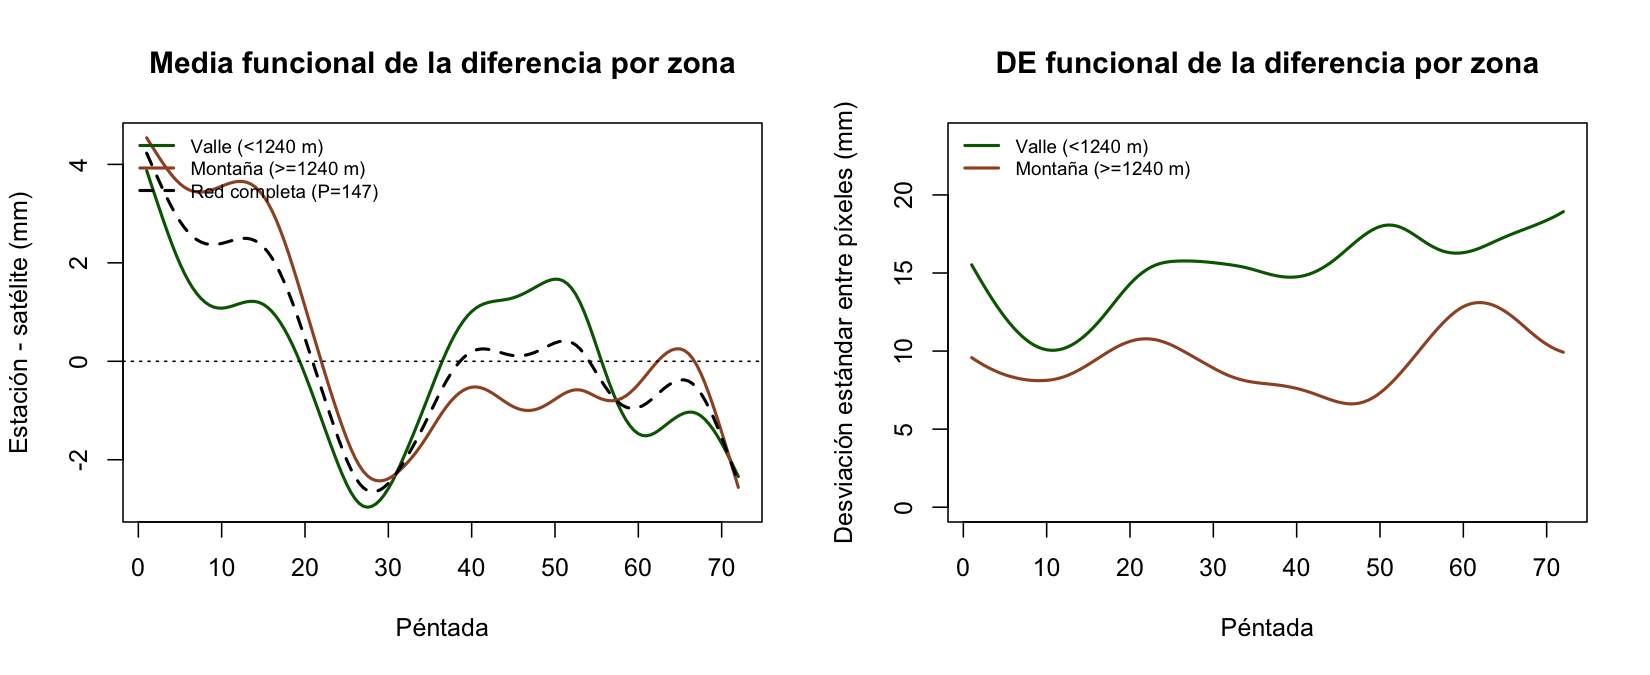 Media funcional de la diferencia por zona
Estación - satélite (mm)
4
2
0
-2
Valle (<1240 m)
Montaña (>=1240 m)
Red completa (P=147)
0 10 20 30 40 50 60 70
Péntada
DE funcional de la diferencia por zona
Desviación estándar entre píxeles (mm)
20
15
10
5
0
Valle (<1240 m)
Montaña (>=1240 m)
0 10 20 30 40 50 60 70
Péntada